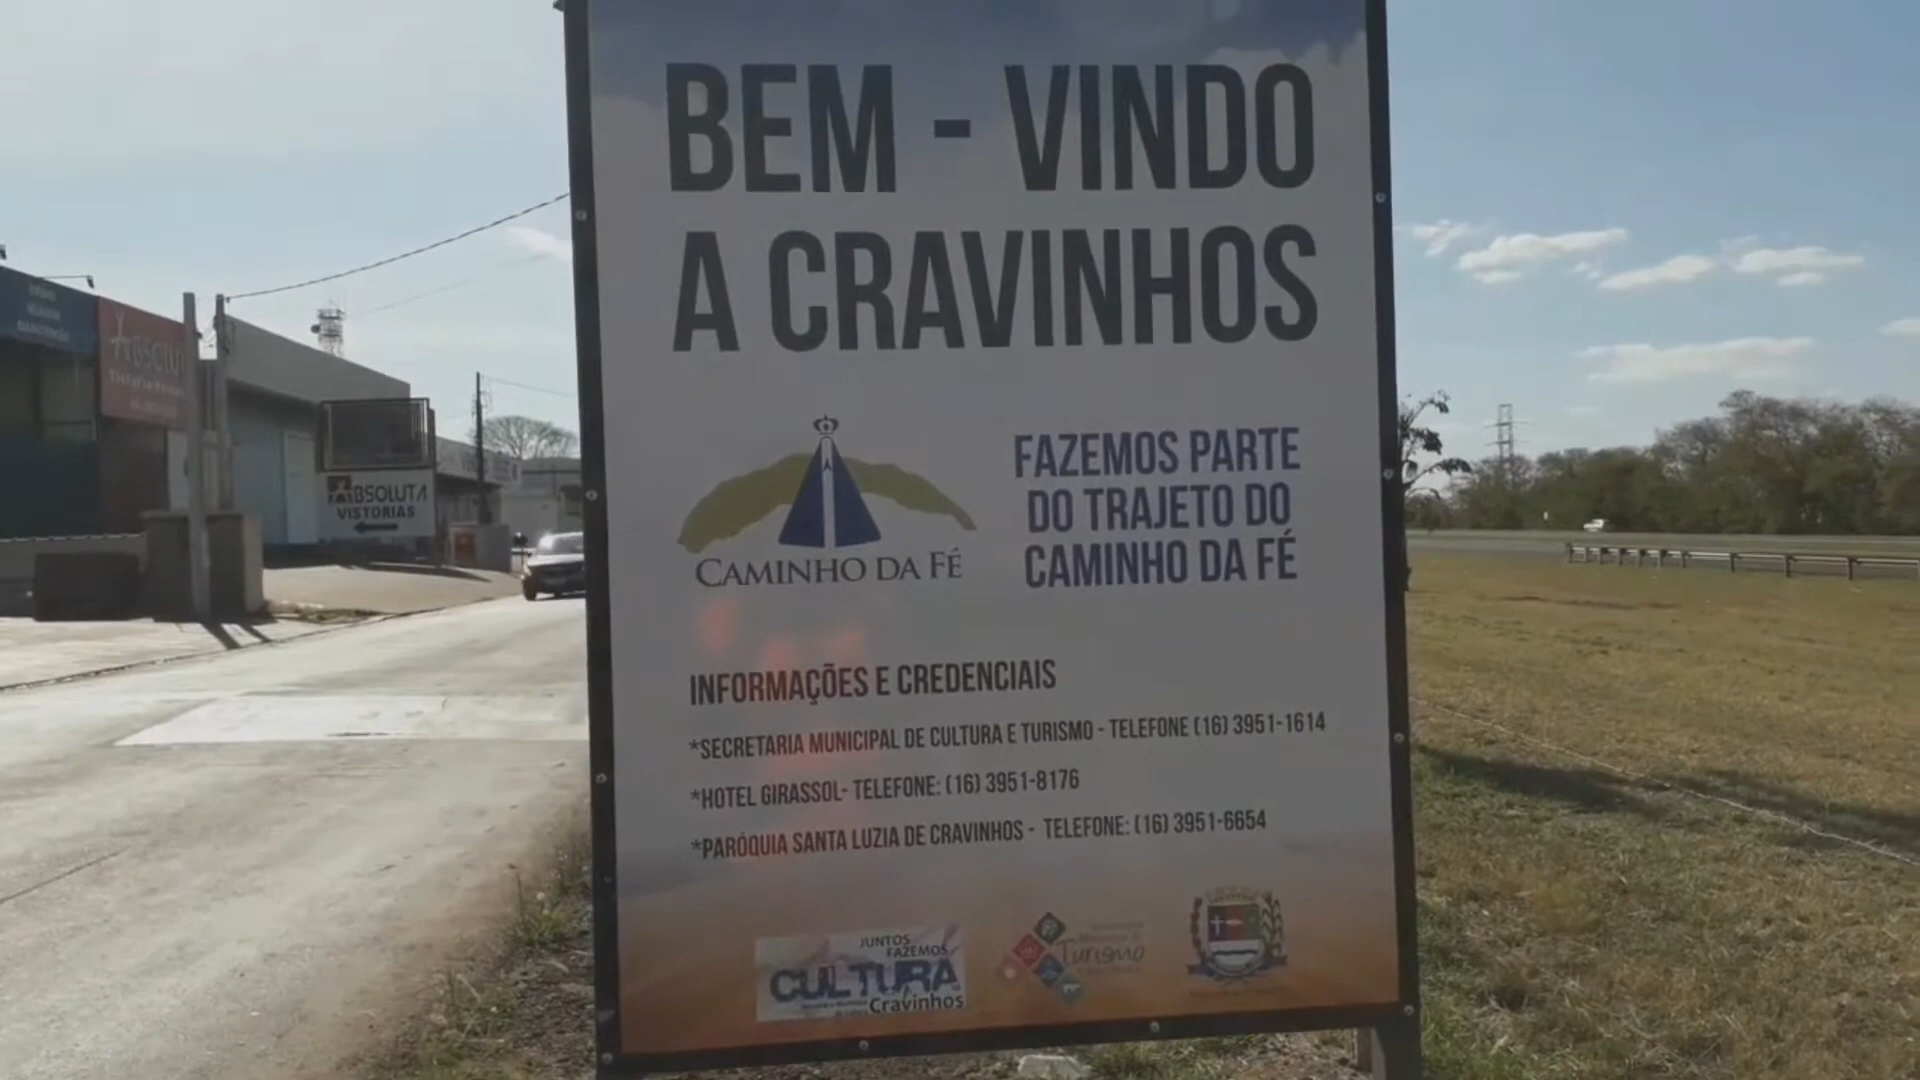 BEM - VINDO
A CRAVINHOS
CAMINHO DA FÉ
FAZEMOS PARTE
DO TRAJETO DO
CAMINHO DA FÉ
INFORMAÇÕES E CREDENCIAIS
*SECRETARIA MUNICIPAL DE CULTURA E TURISMO - TELEFONE (16) 3951-1614
*HOTEL GIRASSOL- TELEFONE: (16) 3951-8176
*PARÓQUIA SANTA LUZIA DE CRAVINHOS - TELEFONE: (16) 3951-6654
JUNTOS
FAZEMOS
CULTURA
Cravinhos
Turismo
ABSOLUTA
VISTORIAS